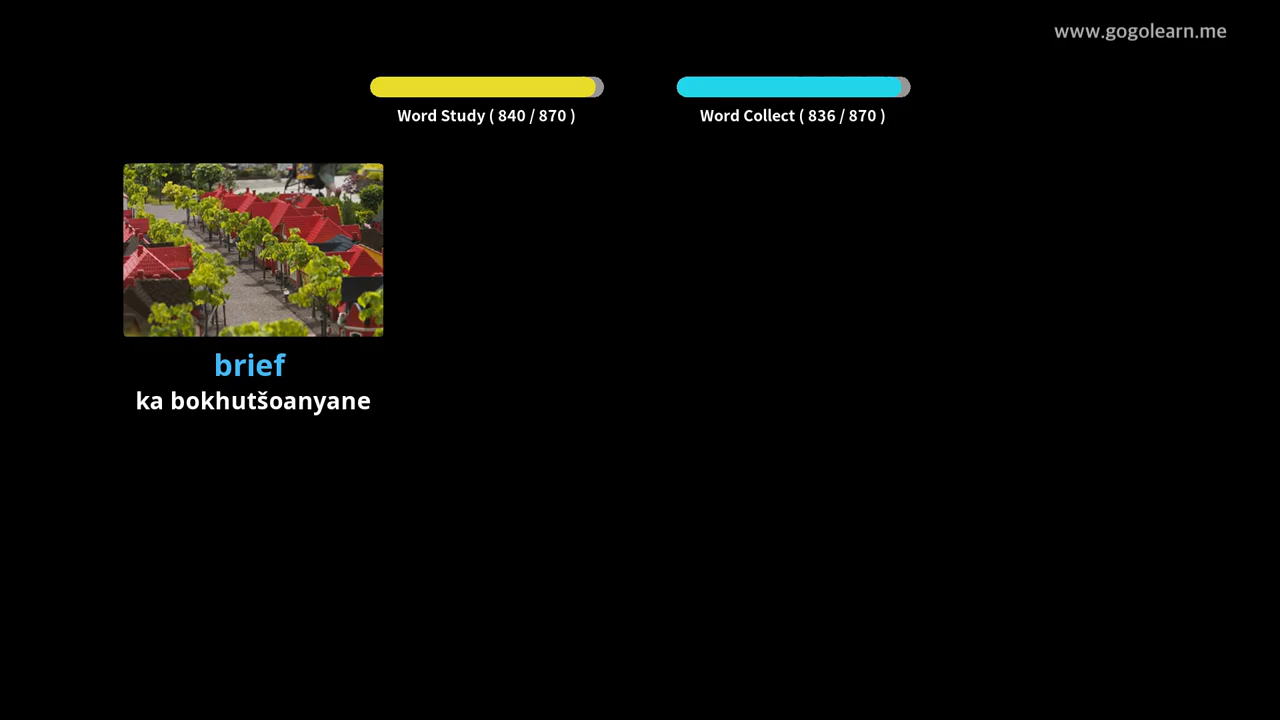 www.gogolearn.me
Word Study ( 840 / 870 )
Word Collect ( 836 / 870 )
brief
ka bokhutšoanyane